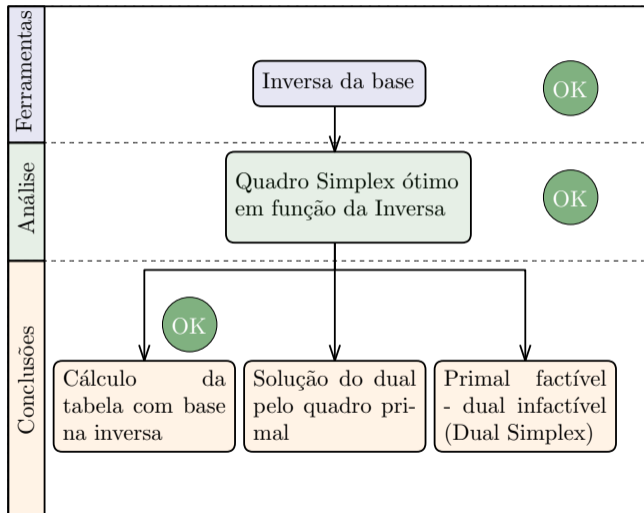 Ferramentas
Inversa da base
OK
Análise
Quadro Simplex ótimo
em função da Inversa
OK
Conclusões
OK
Cálculo da
tabela com base
na inversa
Solução do dual
pelo quadro pri-
mal
Primal factível
- dual infactível
(Dual Simplex)